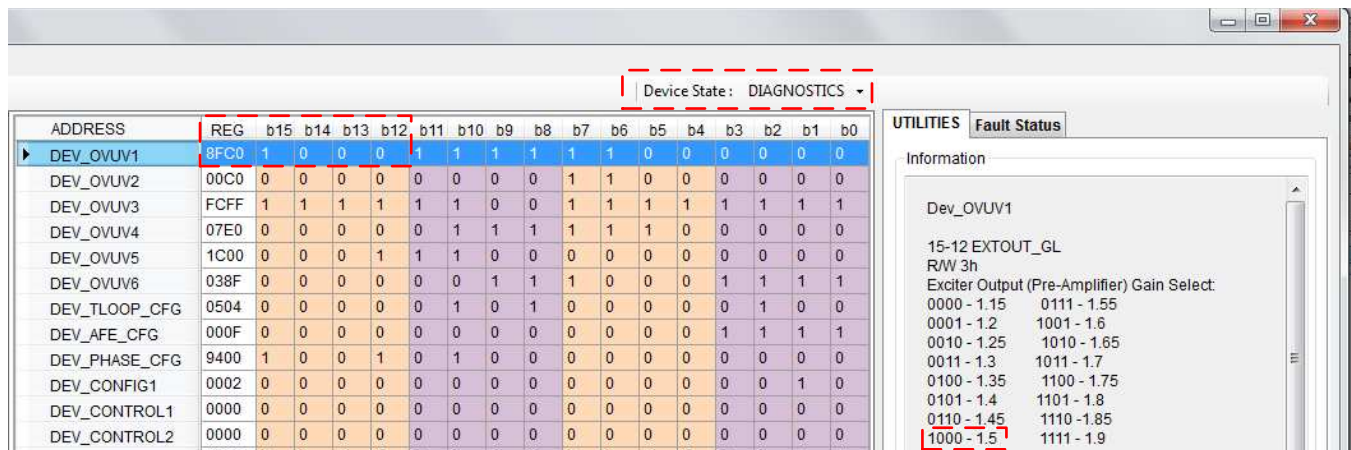 Device State : DIAGNOSTICS
ADDRESS REG b15 b14 b13 b12 b11 b10 b9 b8 b7 b6 b5 b4 b3 b2 b1 b0
DEV_OVUV1 8FC0 1 0 0 0 1 1 1 1 1 1 0 0 0 0 0 0
DEV_OVUV2 00C0 0 0 0 0 0 0 0 0 1 1 0 0 0 0 0 0
DEV_OVUV3 FCFF 1 1 1 1 1 1 0 0 1 1 1 1 1 1 1 1
DEV_OVUV4 07E0 0 0 0 0 0 1 1 1 1 1 1 0 0 0 0 0
DEV_OVUV5 1C00 0 0 0 1 1 1 0 0 0 0 0 0 0 0 0 0
DEV_OVUV6 038F 0 0 0 0 0 0 1 1 1 0 0 0 1 1 1 1
DEV_TLOOP_CFG 0504 0 0 0 0 0 1 0 1 0 0 0 0 0 1 0 0
DEV_AFE_CFG 000F 0 0 0 0 0 0 0 0 0 0 0 0 1 1 1 1
DEV_PHASE_CFG 9400 1 0 0 1 0 1 0 0 0 0 0 0 0 0 0 0
DEV_CONFIG1 0002 0 0 0 0 0 0 0 0 0 0 0 0 0 0 1 0
DEV_CONTROL1 0000 0 0 0 0 0 0 0 0 0 0 0 0 0 0 0 0
DEV_CONTROL2 0000 0 0 0 0 0 0 0 0 0 0 0 0 0 0 0 0
UTILITIES Fault Status
Information
Dev_OVUV1
15-12 EXTOUT_GL
R/W 3h
Exciter Output (Pre-Amplifier) Gain Select:
0000 - 1.15 0111 - 1.55
0001 - 1.2 1001 - 1.6
0010 - 1.25 1010 - 1.65
0011 - 1.3 1011 - 1.7
0100 - 1.35 1100 - 1.75
0101 - 1.4 1101 - 1.8
0110 - 1.45 1110 -1.85
1000 - 1.5 1111 - 1.9